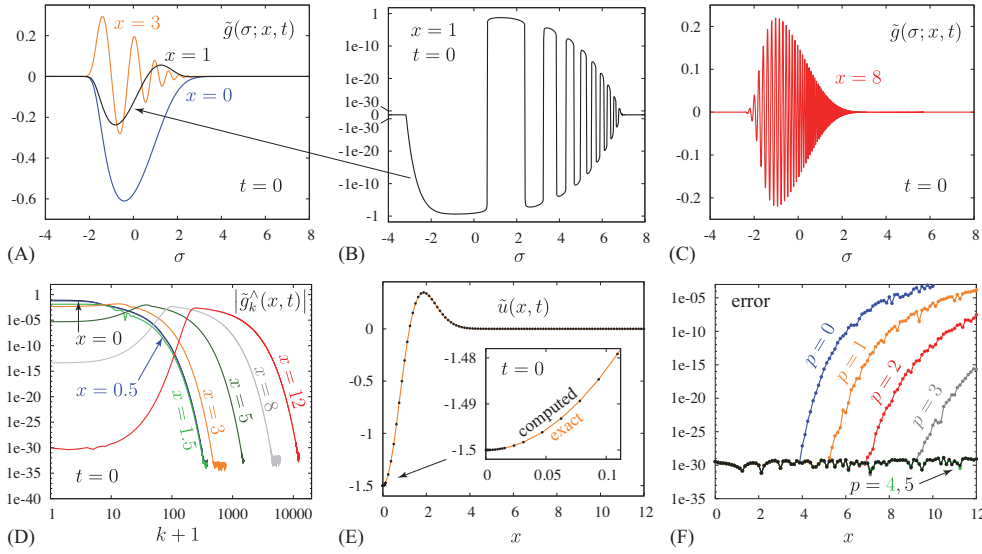 g̃(σ; x, t)
x = 3
x = 1
x = 0
t = 0
0.2
0
-0.2
-0.4
-0.6
-4 -2 0 2 4 6 8
σ
(A)
x = 1
t = 0
1
1e-10
1e-20
1e-30
0
-1e-30
-1e-20
-1e-10
-1
-4 -2 0 2 4 6 8
σ
(B)
g̃(σ; x, t)
x = 8
t = 0
0.2
0.1
0
-0.1
-0.2
-4 -2 0 2 4 6 8
σ
(C)
|g̃^∧_k(x, t)|
x = 0
x = 0.5
x = 1.5
x = 3
x = 5
x = 8
x = 12
t = 0
1
1e-05
1e-10
1e-15
1e-20
1e-25
1e-30
1e-35
1e-40
1 10 100 1000 10000
k + 1
(D)
ũ(x, t)
t = 0
computed
exact
-1.48
-1.49
-1.5
0 0.05 0.1
0
-0.5
-1
-1.5
0 2 4 6 8 10 12
x
(E)
error
p = 0
p = 1
p = 2
p = 3
p = 4, 5
1e-05
1e-10
1e-15
1e-20
1e-25
1e-30
1e-35
0 2 4 6 8 10 12
x
(F)